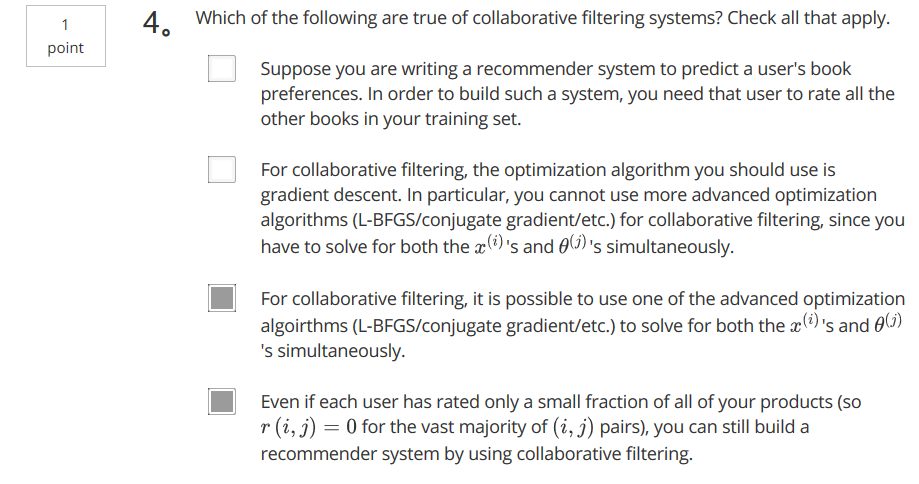 1
point
4. Which of the following are true of collaborative filtering systems? Check all that apply.
Suppose you are writing a recommender system to predict a user's book
preferences. In order to build such a system, you need that user to rate all the
other books in your training set.
For collaborative filtering, the optimization algorithm you should use is
gradient descent. In particular, you cannot use more advanced optimization
algorithms (L-BFGS/conjugate gradient/etc.) for collaborative filtering, since you
have to solve for both the x^(i)'s and θ^(j)'s simultaneously.
For collaborative filtering, it is possible to use one of the advanced optimization
algoirthms (L-BFGS/conjugate gradient/etc.) to solve for both the x^(i)'s and θ^(j)
's simultaneously.
Even if each user has rated only a small fraction of all of your products (so
r(i, j) = 0 for the vast majority of (i, j) pairs), you can still build a
recommender system by using collaborative filtering.